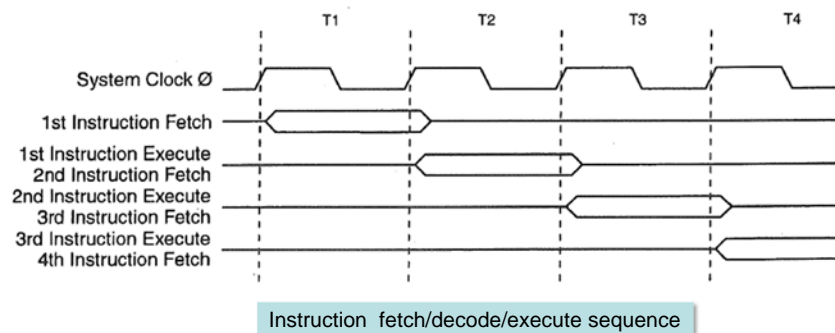 T1 T2 T3 T4
System Clock Ø
1st Instruction Fetch
1st Instruction Execute
2nd Instruction Fetch
2nd Instruction Execute
3rd Instruction Fetch
3rd Instruction Execute
4th Instruction Fetch
Instruction fetch/decode/execute sequence